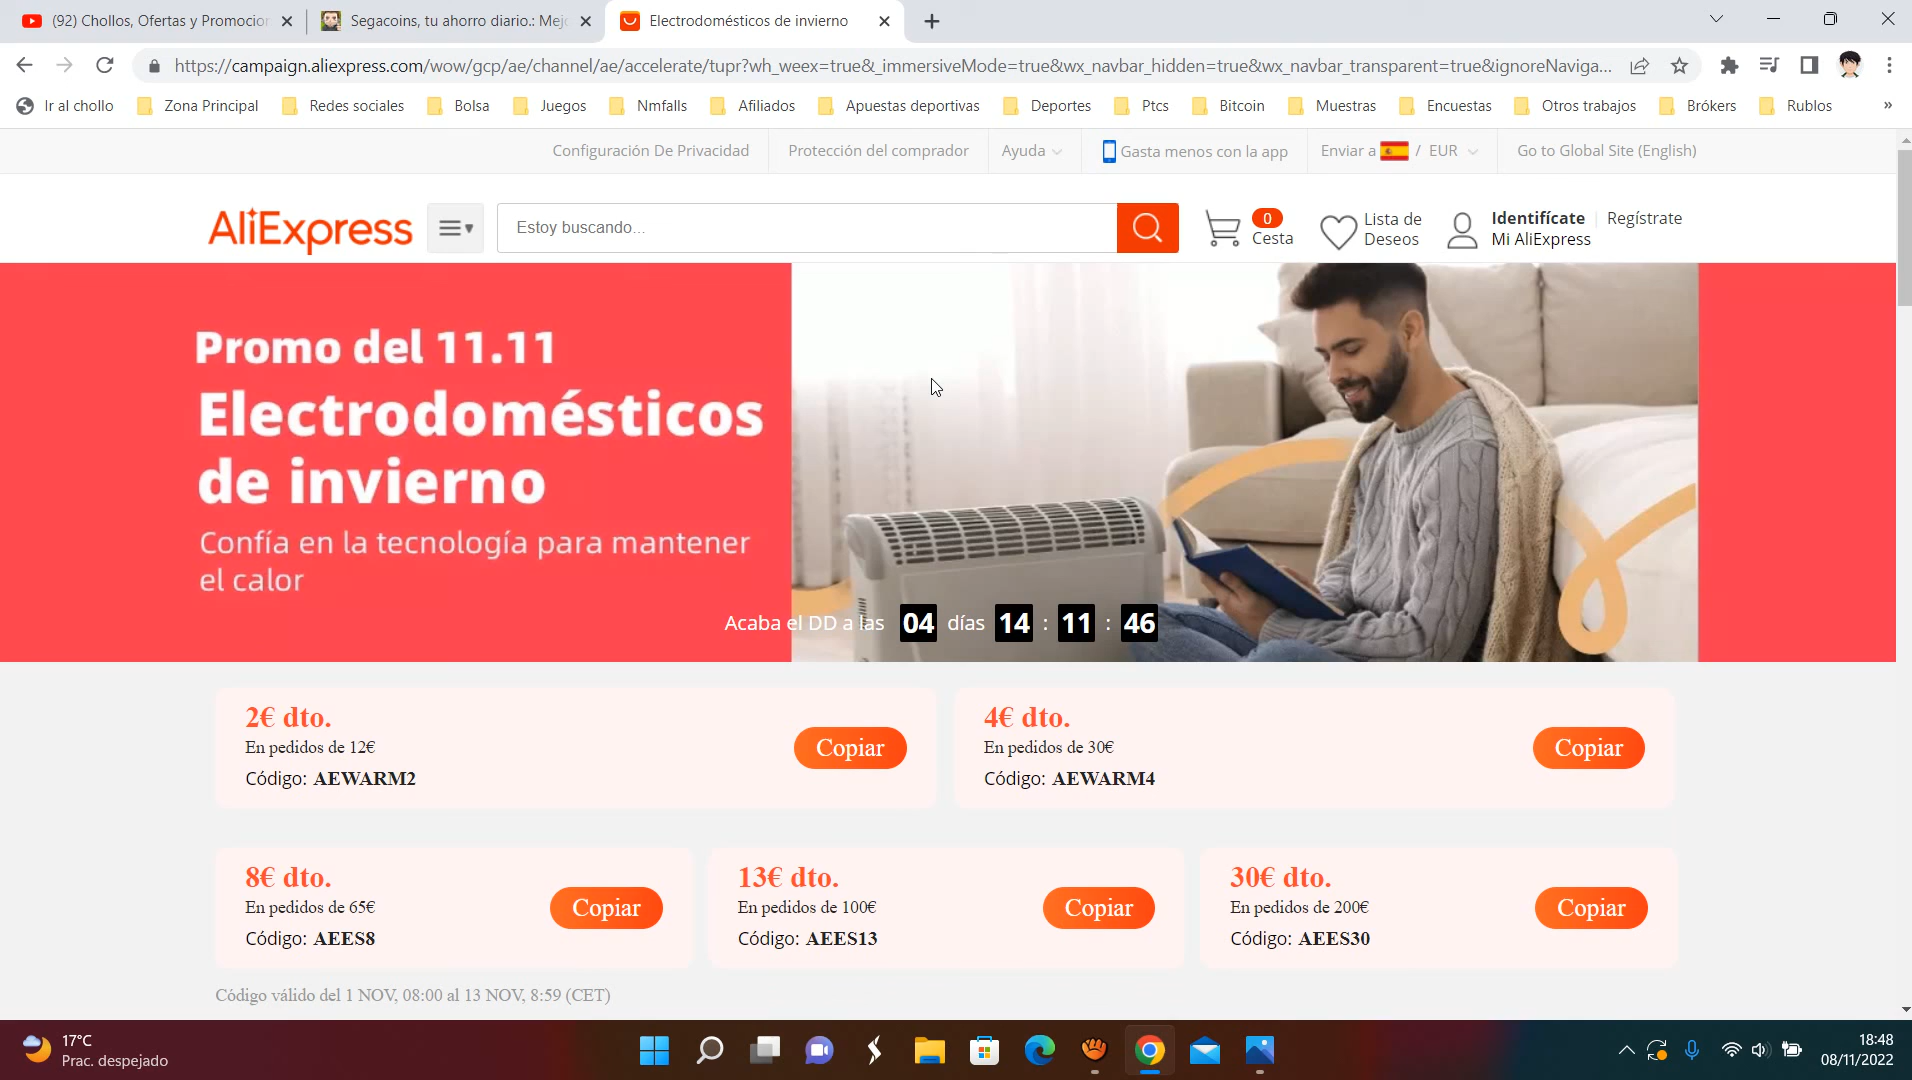 (92) Chollos, Ofertas y Promocion
Segacoins, tu ahorro diario.: Mejo
Electrodomésticos de invierno
https://campaign.aliexpress.com/wow/gcp/ae/channel/ae/accelerate/tupr?wh_weex=true&_immersiveMode=true&wx_navbar_hidden=true&wx_navbar_transparent=true&ignoreNaviga...
Ir al chollo
Zona Principal
Redes sociales
Bolsa
Juegos
Nmfalls
Afiliados
Apuestas deportivas
Deportes
Ptcs
Bitcoin
Muestras
Encuestas
Otros trabajos
Brókers
Rublos
»
Configuración De Privacidad
Protección del comprador
Ayuda
Gasta menos con la app
Enviar a / EUR
Go to Global Site (English)
AliExpress
Estoy buscando...
0
Cesta
Lista de
Deseos
Identifícate
Regístrate
Mi AliExpress
Promo del 11.11
Electrodomésticos
de invierno
Confía en la tecnología para mantener
el calor
Acaba el DD a las 04 días 14 : 11 : 46
2€ dto.
En pedidos de 12€
Código: AEWARM2
Copiar
4€ dto.
En pedidos de 30€
Código: AEWARM4
Copiar
8€ dto.
En pedidos de 65€
Código: AEES8
Copiar
13€ dto.
En pedidos de 100€
Código: AEES13
Copiar
30€ dto.
En pedidos de 200€
Código: AEES30
Copiar
Código válido del 1 NOV, 08:00 al 13 NOV, 8:59 (CET)
17°C
Prac. despejado
18:48
08/11/2022